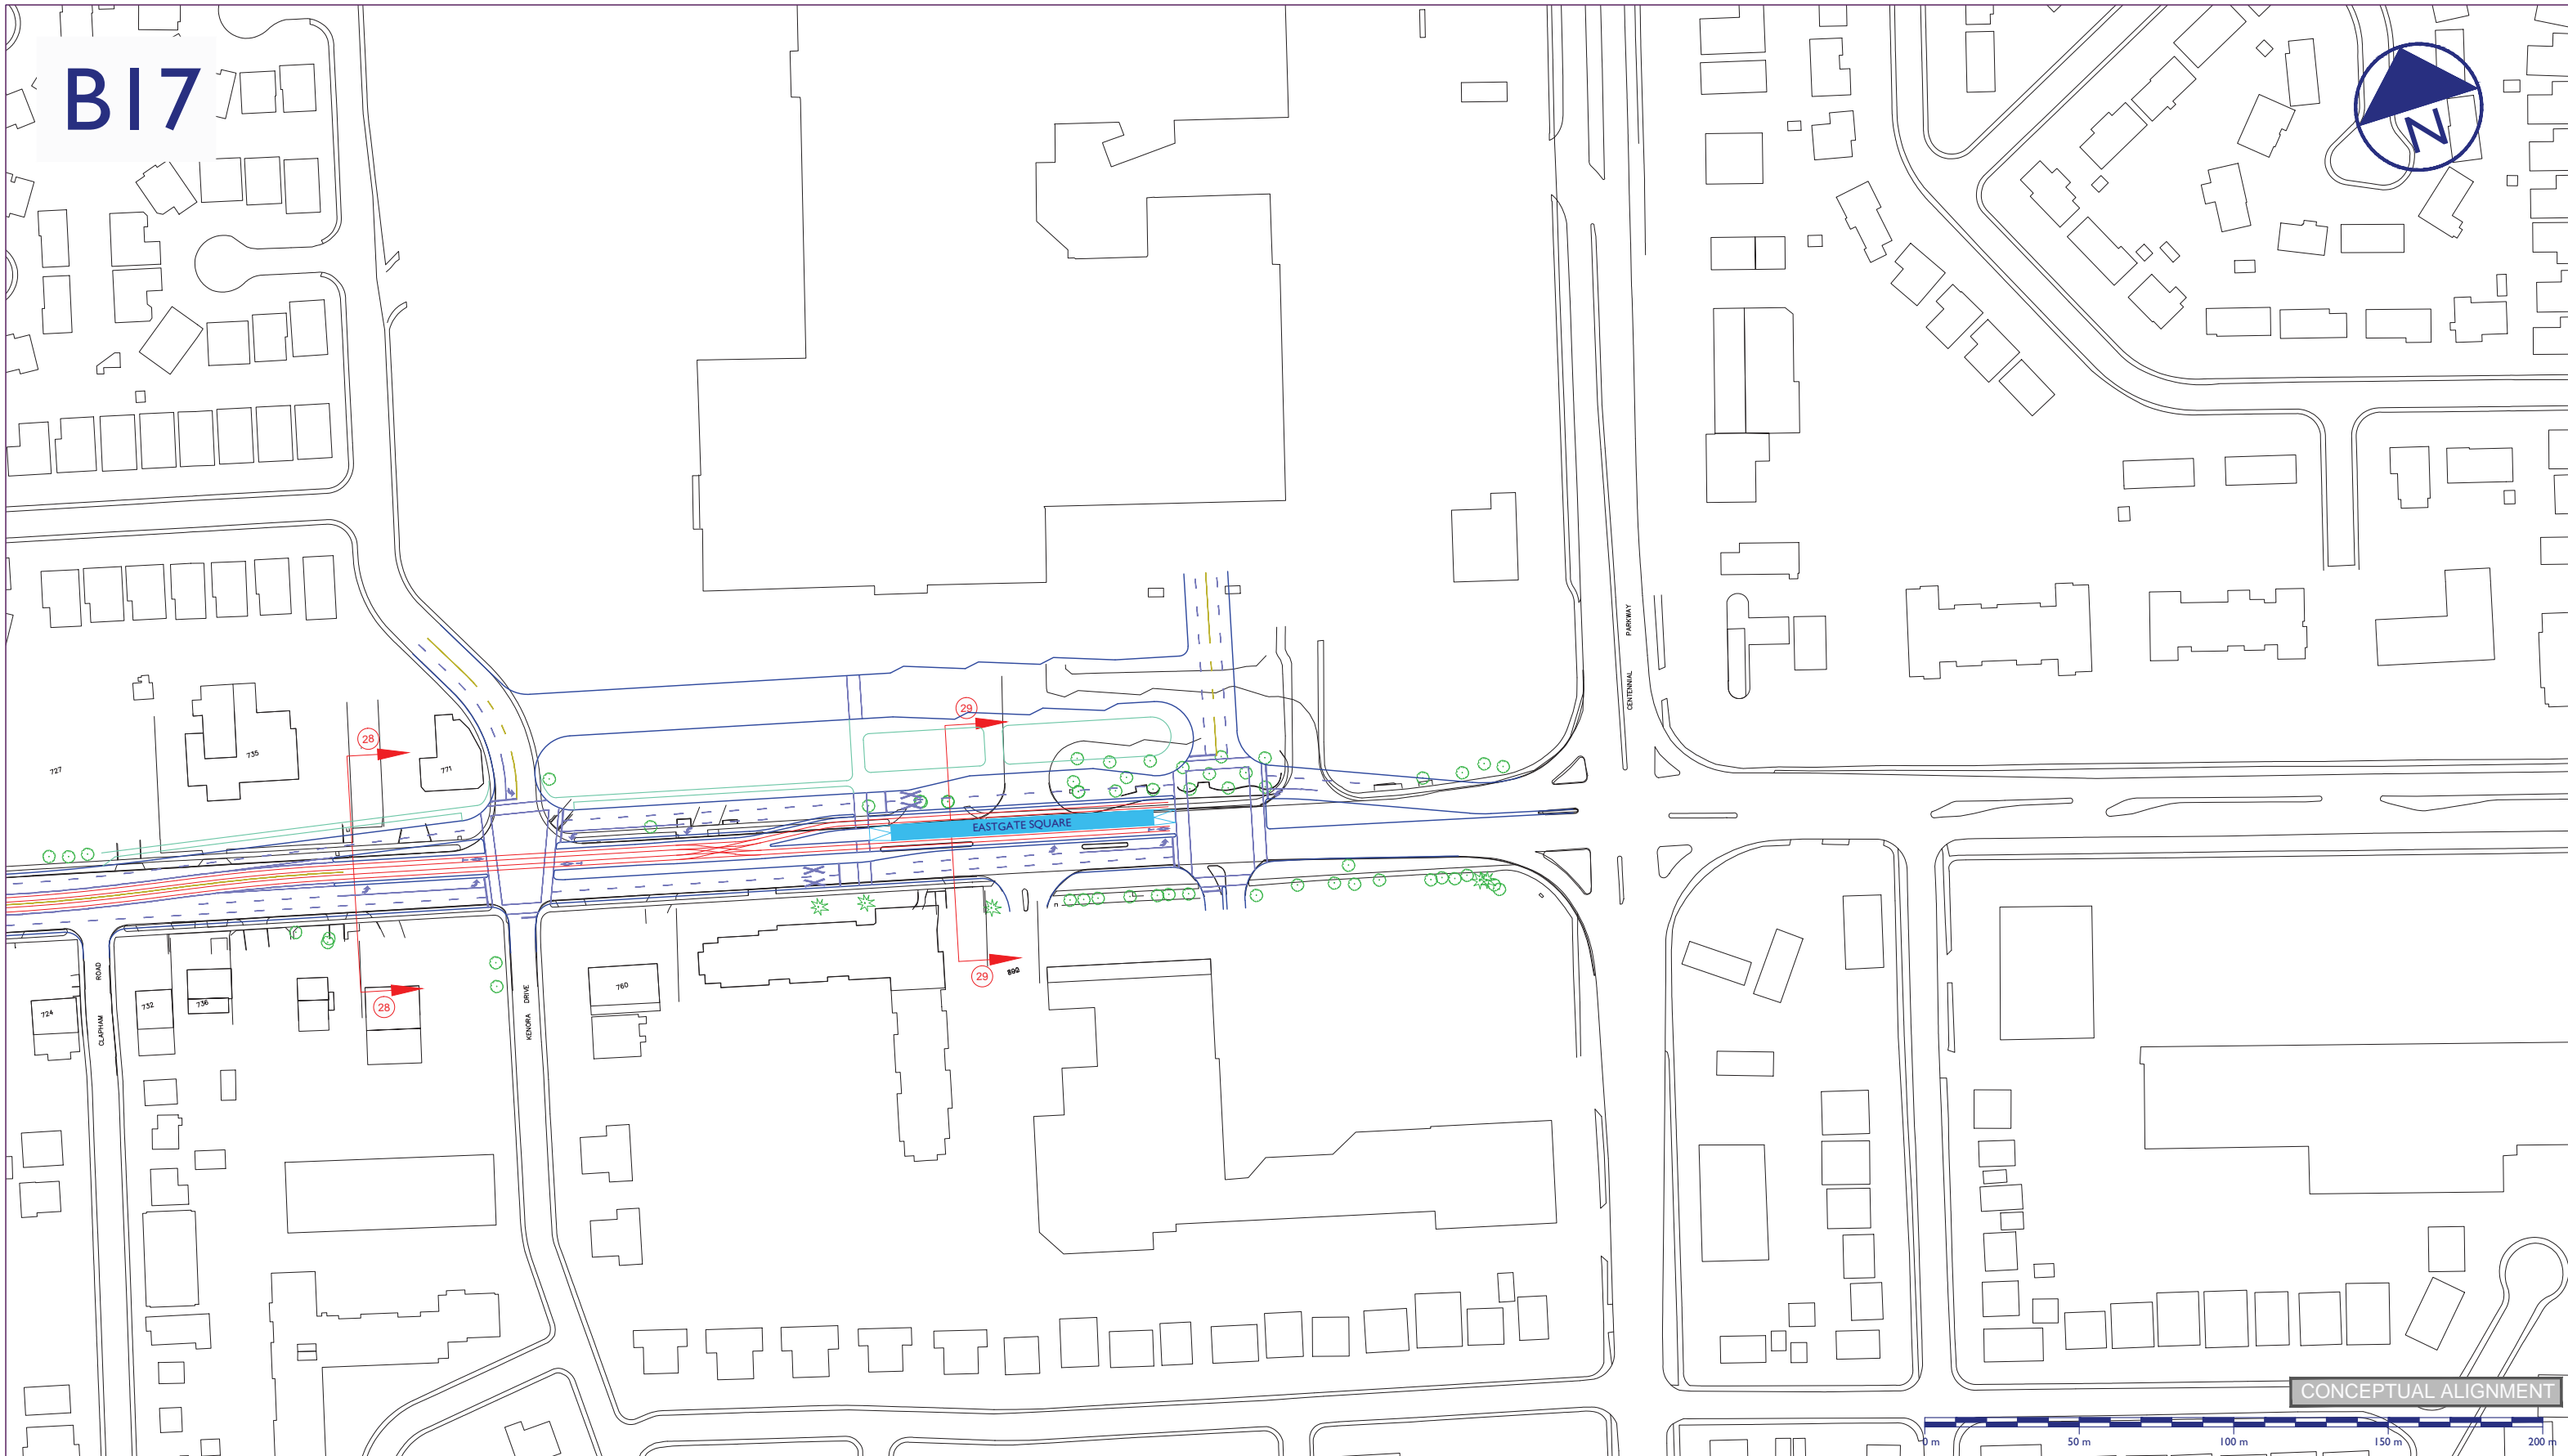 B17
N
PARKWAY
CENTENNIAL
28
29
727
735
771
EASTGATE SQUARE
724
ROAD
CLAPHAM
732
736
28
DRIVE
KENORA
760
29
892
CONCEPTUAL ALIGNMENT
0 m
50 m
100 m
150 m
200 m